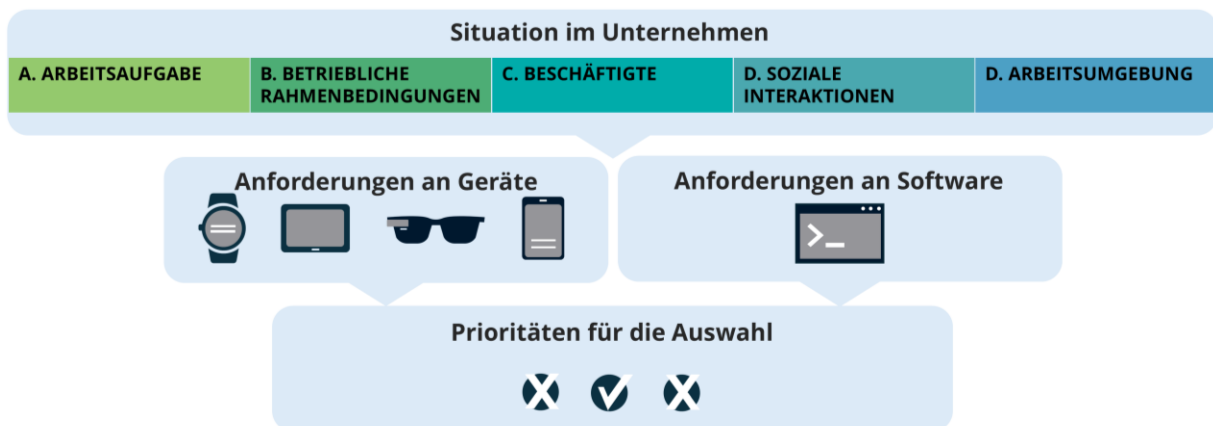 Situation im Unternehmen
A. ARBEITSAUFGABE
B. BETRIEBLICHE
RAHMENBEDINGUNGEN
C. BESCHÄFTIGTE
D. SOZIALE
INTERAKTIONEN
D. ARBEITSUMGEBUNG
Anforderungen an Geräte
Anforderungen an Software
>_
Prioritäten für die Auswahl